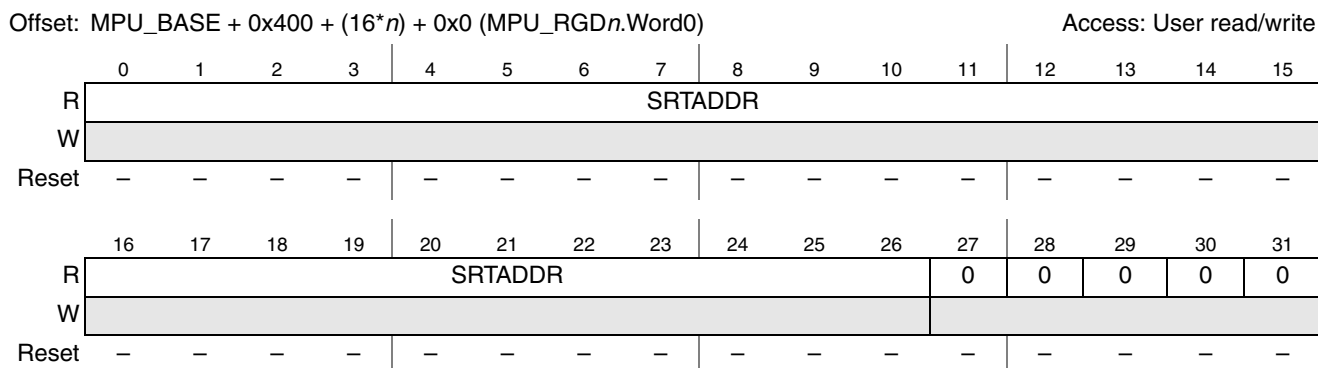 Offset: MPU_BASE + 0x400 + (16*n) + 0x0 (MPU_RGDn.Word0) Access: User read/write
0 1 2 3 4 5 6 7 8 9 10 11 12 13 14 15
R SRTADDR
W
Reset – – – – – – – – – – – – – – – –
16 17 18 19 20 21 22 23 24 25 26 27 28 29 30 31
R SRTADDR 0 0 0 0 0
W
Reset – – – – – – – – – – – – – – – –